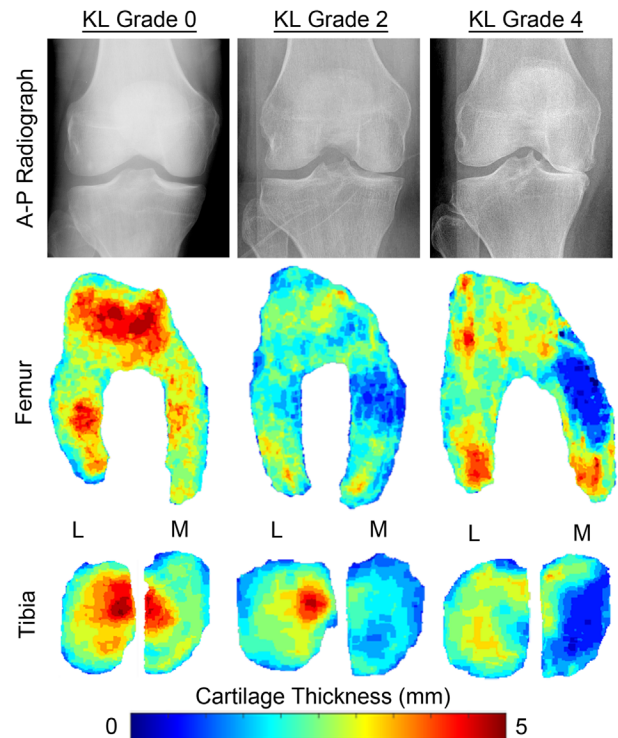 KL Grade 0 KL Grade 2 KL Grade 4
A-P Radiograph
Femur
L M L M L M
Tibia
Cartilage Thickness (mm)
0 5